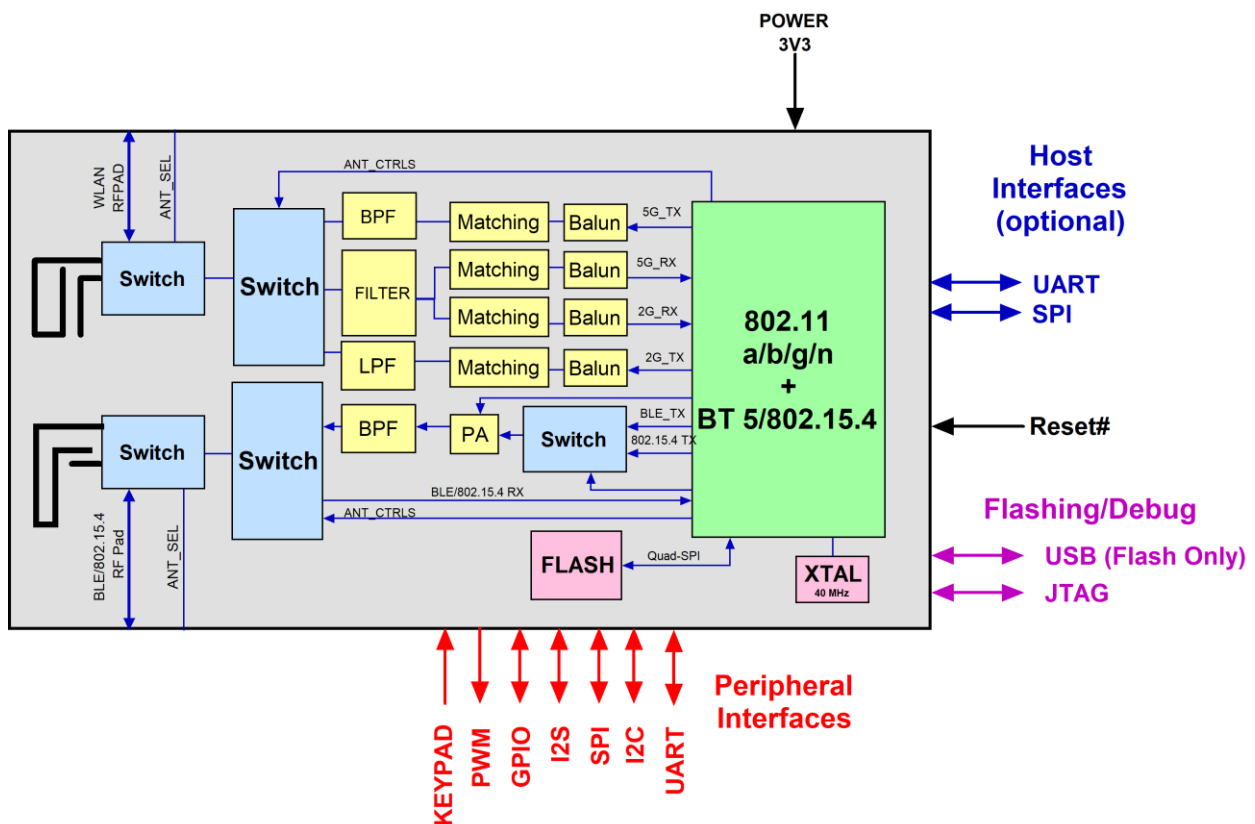 POWER
3V3
WLAN
RFPAD
ANT_SEL
ANT_CTRLS
Host
Interfaces
(optional)
BPF
Matching
Balun
5G_TX
Switch
Switch
FILTER
Matching
Balun
5G_RX
Matching
Balun
2G_RX
802.11
a/b/g/n
+
BT 5/802.15.4
UART
SPI
LPF
Matching
Balun
2G_TX
Switch
Switch
BPF
PA
Switch
BLE_TX
802.15.4 TX
Reset#
BLE/802.15.4 RX
ANT_CTRLS
BLE/802.15.4
RF Pad
ANT_SEL
FLASH
Quad-SPI
XTAL
40 MHz
Flashing/Debug
USB (Flash Only)
JTAG
KEYPAD
PWM
GPIO
I2S
SPI
I2C
UART
Peripheral
Interfaces